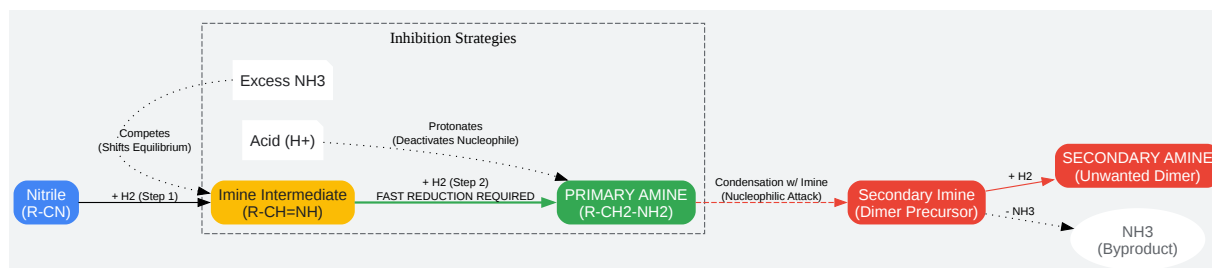 Inhibition Strategies
Excess NH3
Competes
(Shifts Equilibrium)
Acid (H+)
Protonates
(Deactivates Nucleophile)
Nitrile
(R-CN)
+ H2 (Step 1)
Imine Intermediate
(R-CH=NH)
+ H2 (Step 2)
FAST REDUCTION REQUIRED
PRIMARY AMINE
(R-CH2-NH2)
Condensation w/ Imine
(Nucleophilic Attack)
Secondary Imine
(Dimer Precursor)
+ H2
SECONDARY AMINE
(Unwanted Dimer)
- NH3
NH3
(Byproduct)